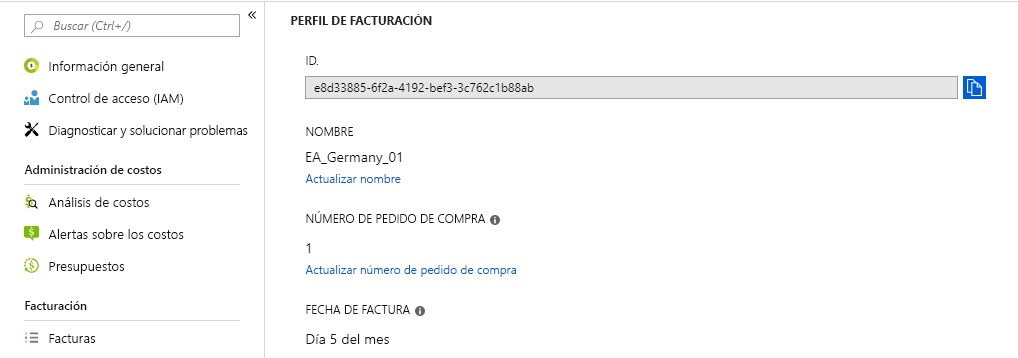 Buscar (Ctrl+/)
«
Información general
Control de acceso (IAM)
Diagnosticar y solucionar problemas
Administración de costos
Análisis de costos
Alertas sobre los costos
Presupuestos
Facturación
Facturas
PERFIL DE FACTURACIÓN
ID.
e8d33885-6f2a-4192-bef3-3c762c1b88ab
NOMBRE
EA_Germany_01
Actualizar nombre
NÚMERO DE PEDIDO DE COMPRA
1
Actualizar número de pedido de compra
FECHA DE FACTURA
Día 5 del mes